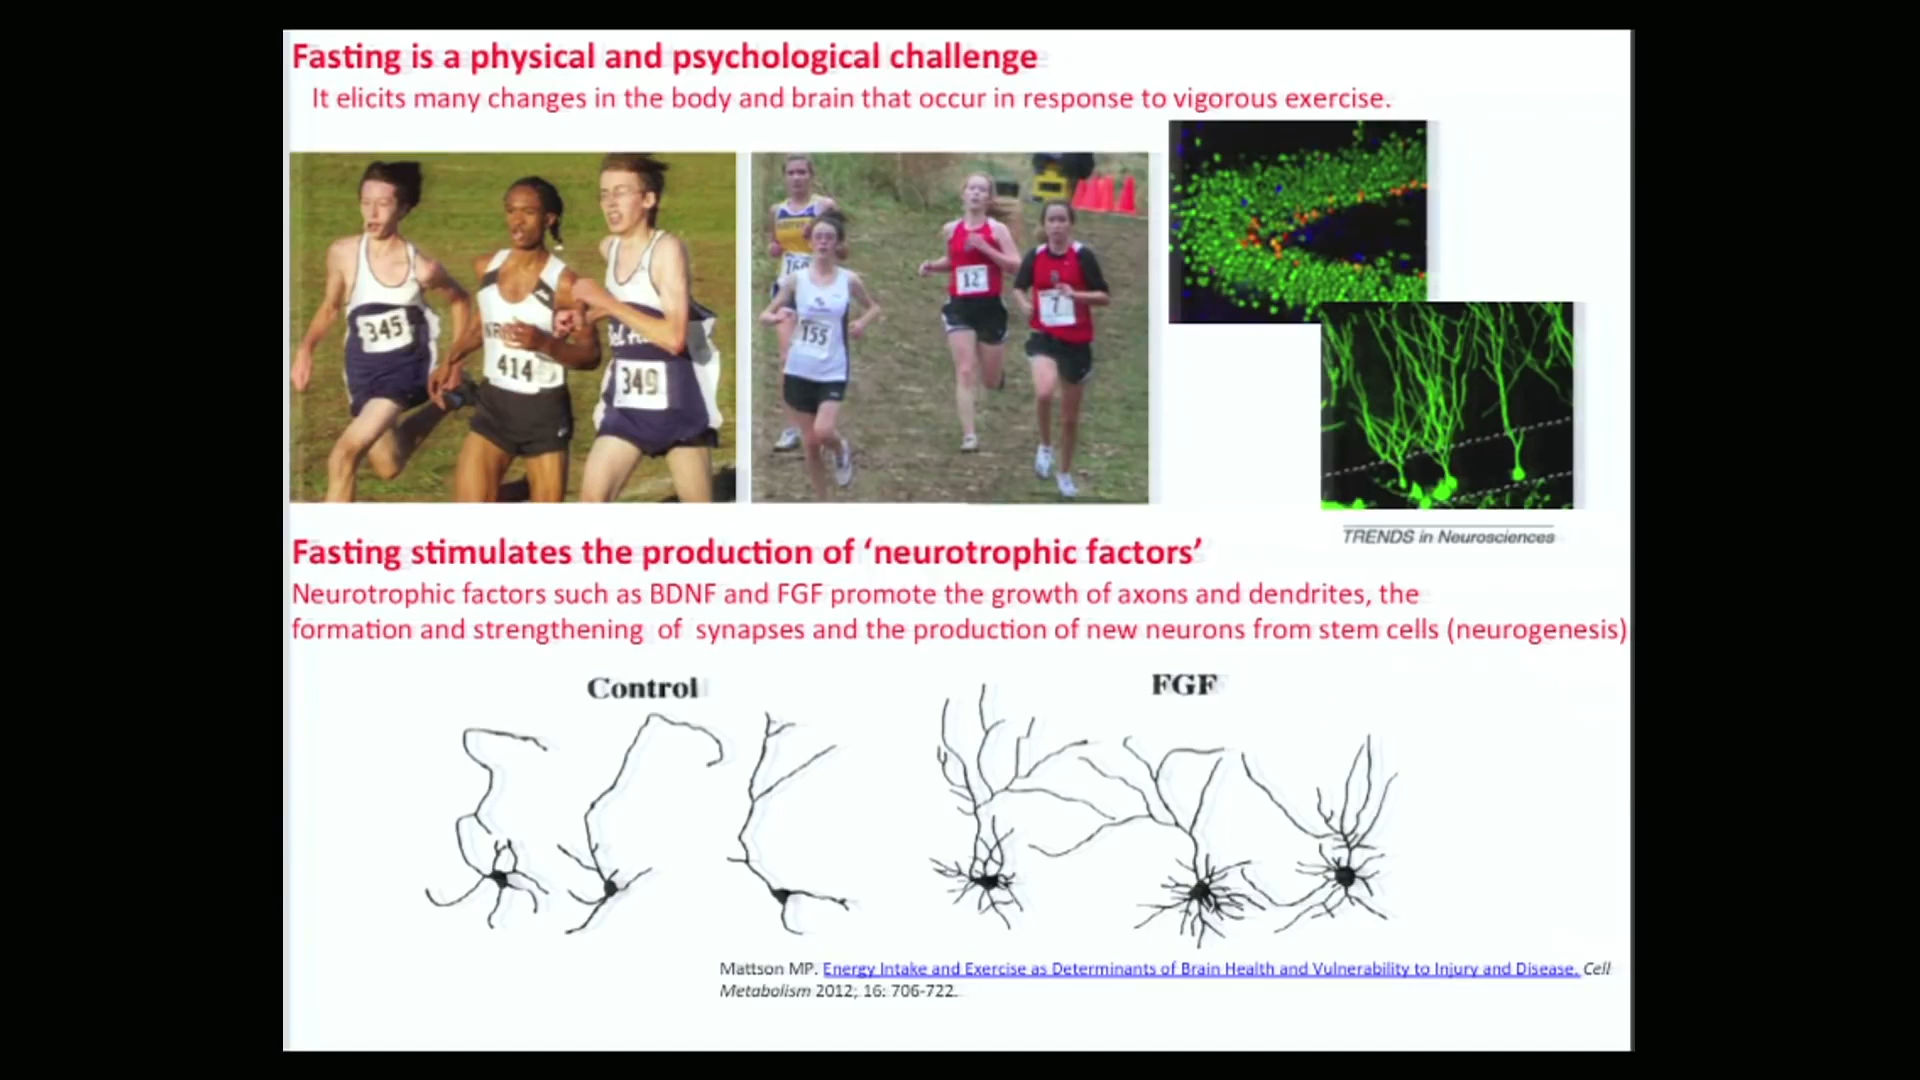 Fasting is a physical and psychological challenge
It elicits many changes in the body and brain that occur in response to vigorous exercise.
345
414
349
155
12
7
TRENDS in Neurosciences
Fasting stimulates the production of ‘neurotrophic factors’
Neurotrophic factors such as BDNF and FGF promote the growth of axons and dendrites, the
formation and strengthening of synapses and the production of new neurons from stem cells (neurogenesis)
Control
FGF
Mattson MP. Energy Intake and Exercise as Determinants of Brain Health and Vulnerability to Injury and Disease. Cell
Metabolism 2012; 16: 706-722.